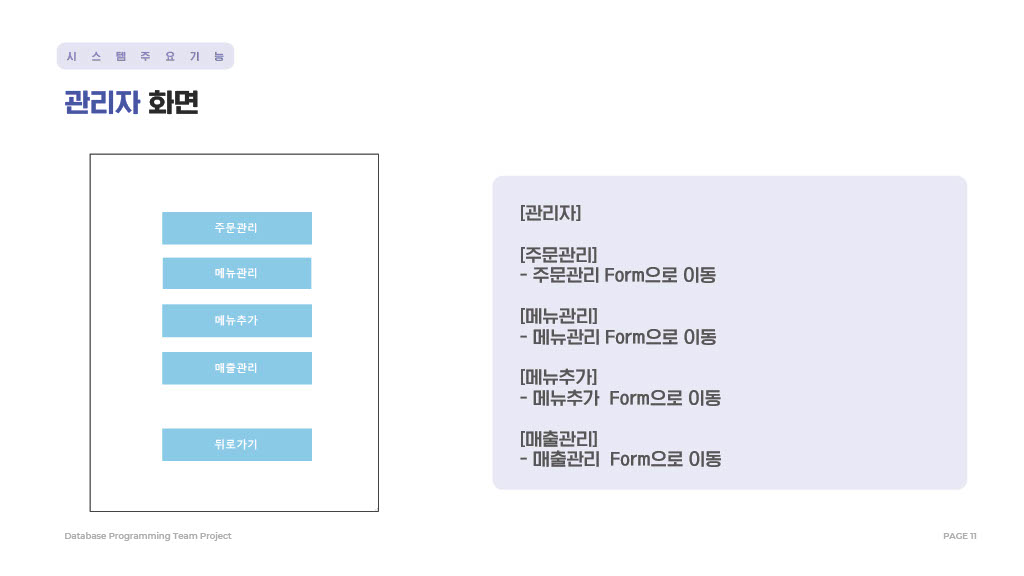 시 스 템 주 요 기 능
관리자 화면
주문관리
메뉴관리
메뉴추가
매출관리
뒤로가기
[관리자]
[주문관리]
- 주문관리 Form으로 이동
[메뉴관리]
- 메뉴관리 Form으로 이동
[메뉴추가]
- 메뉴추가  Form으로 이동
[매출관리]
- 매출관리  Form으로 이동
Database Programming Team Project
PAGE 11